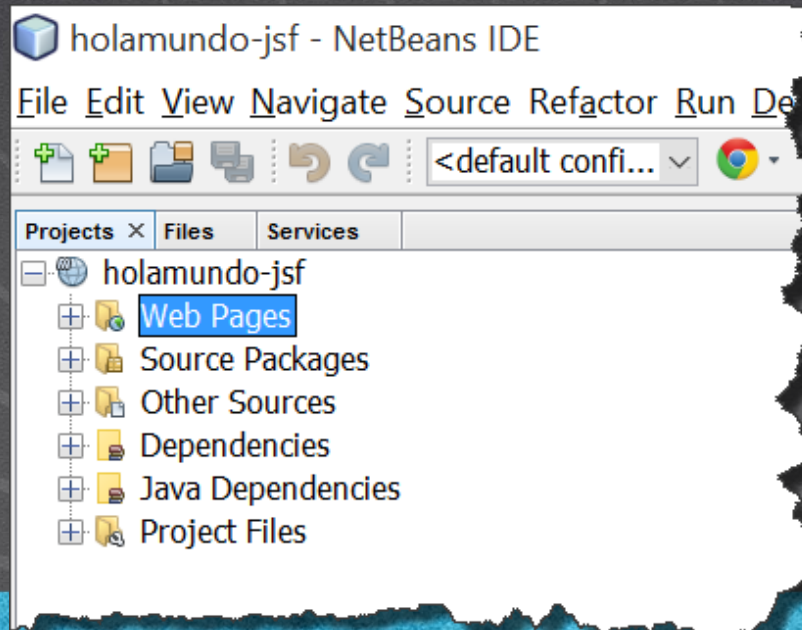 holamundo-jsf - NetBeans IDE
File Edit View Navigate Source Refactor Run De
<default confi...
Projects Files Services
holamundo-jsf
Web Pages
Source Packages
Other Sources
Dependencies
Java Dependencies
Project Files